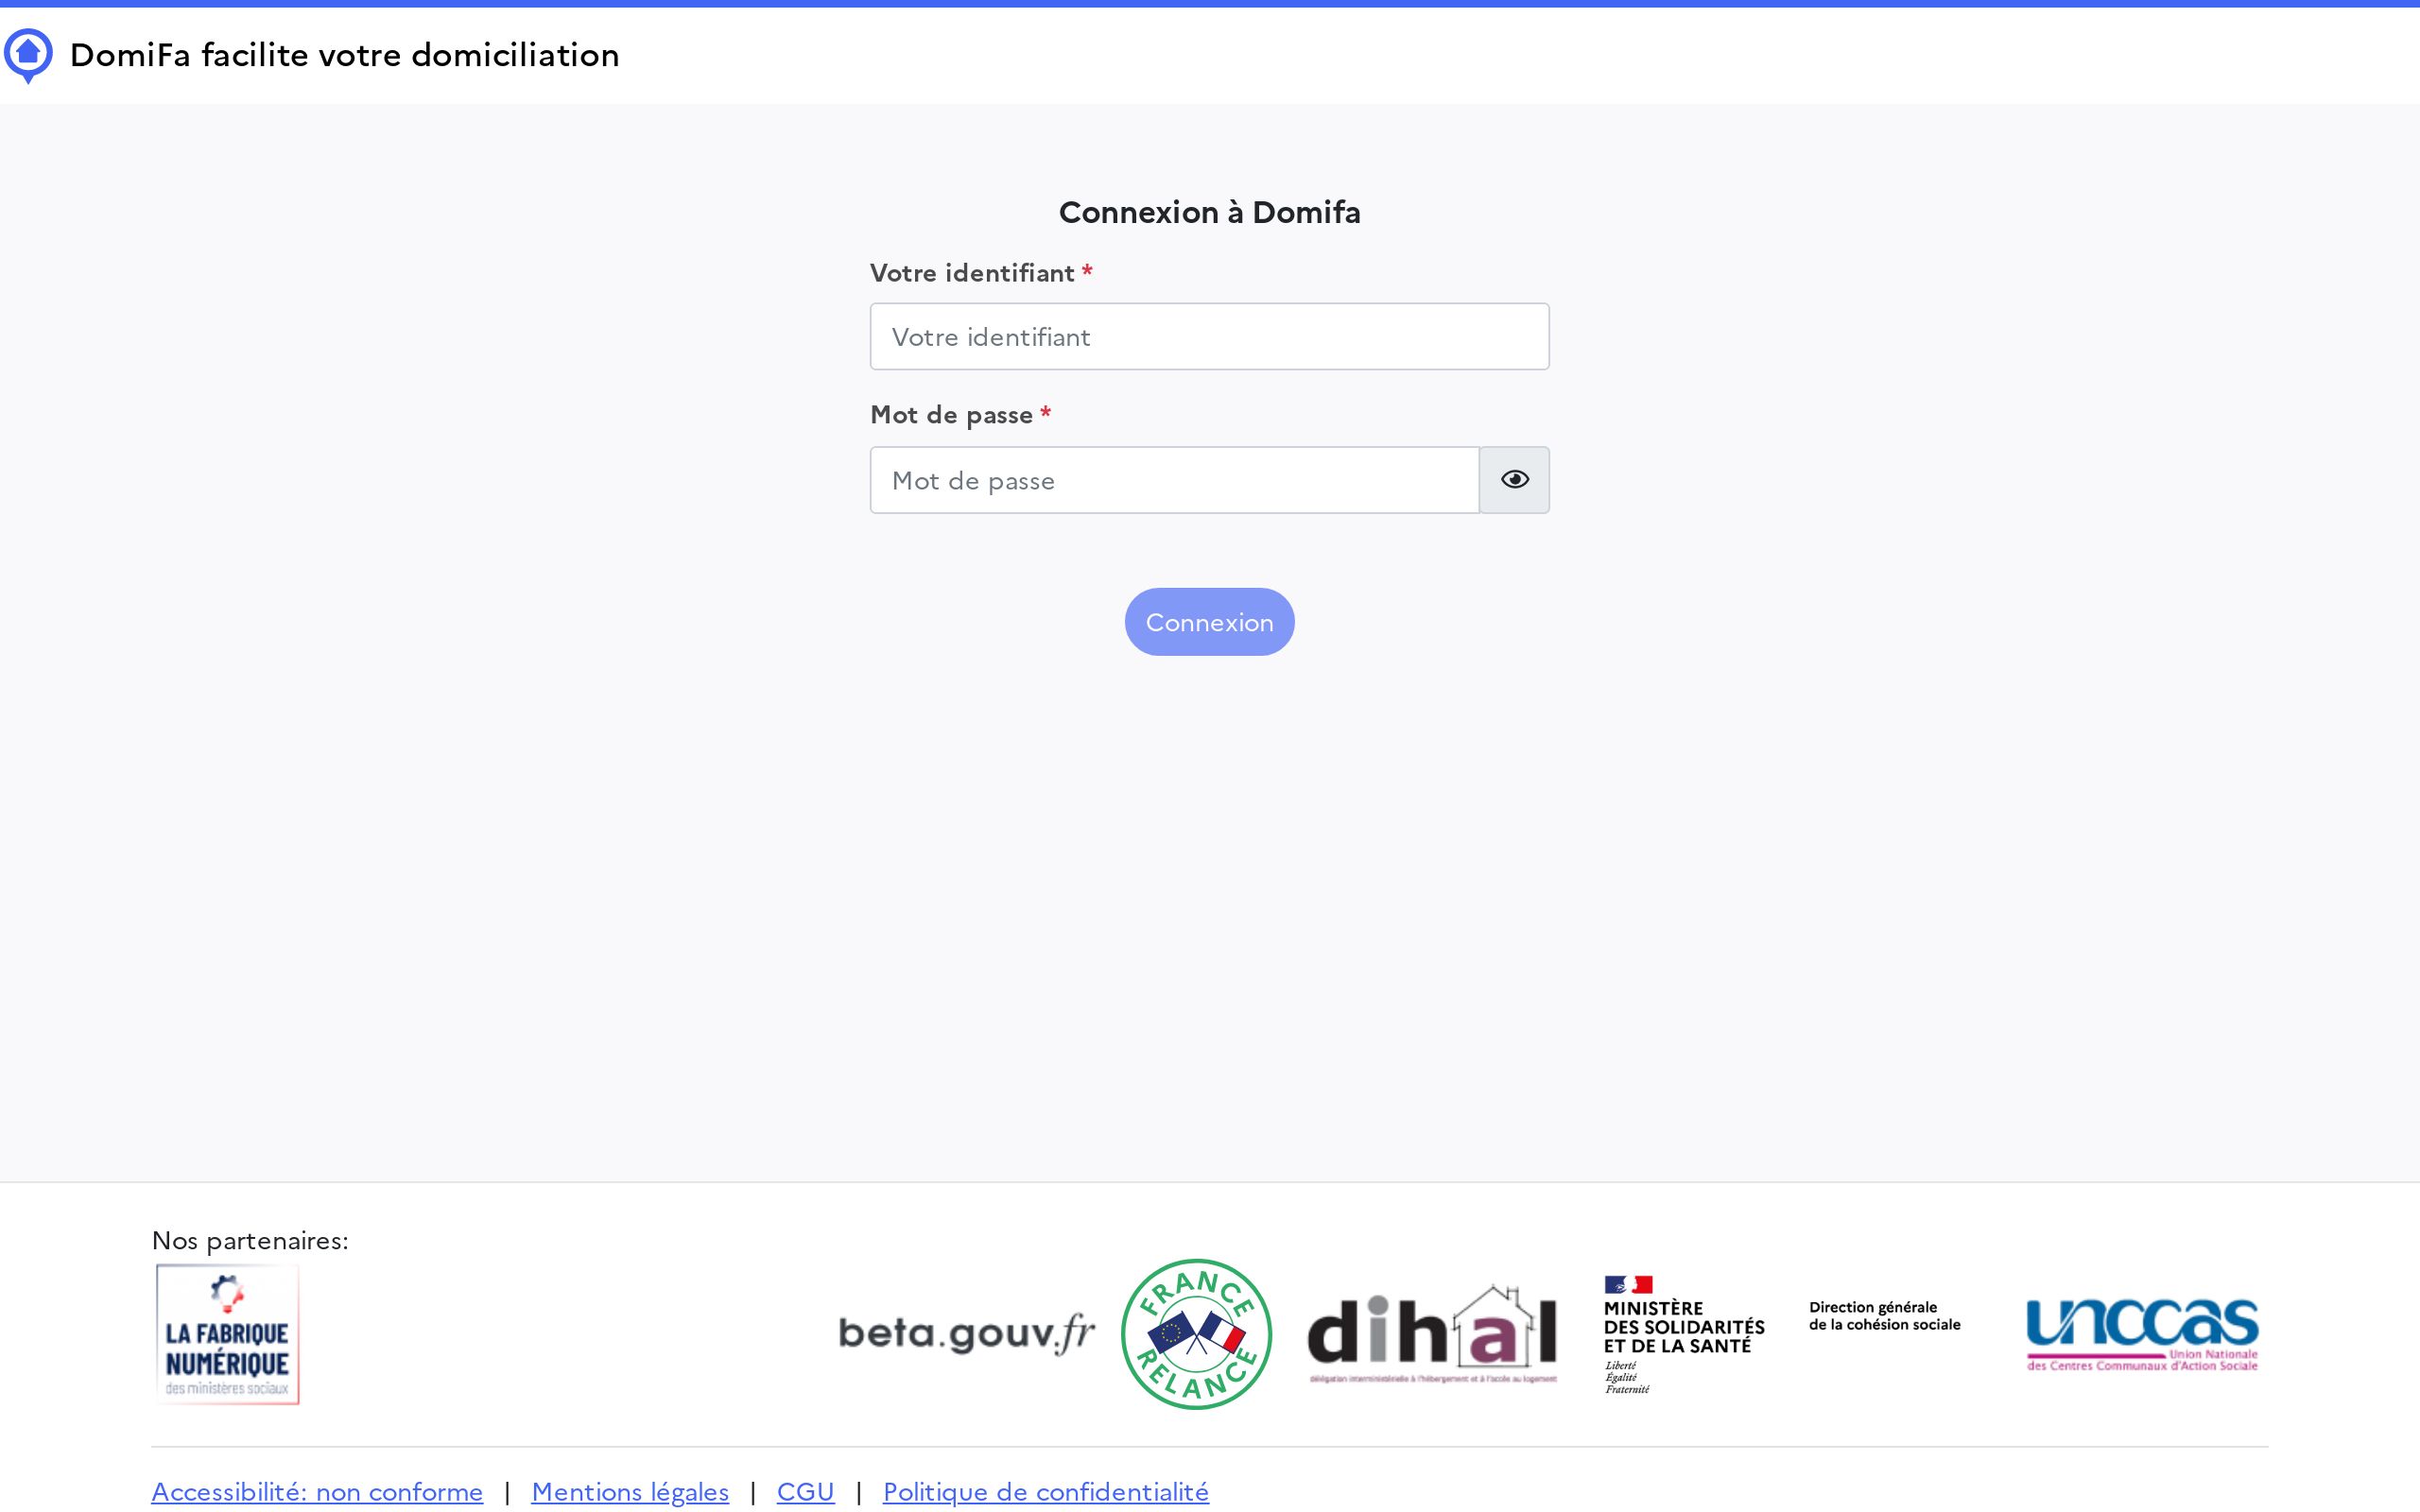 DomiFa facilite votre domiciliation
Connexion à Domifa
Votre identifiant *
Votre identifiant
Mot de passe *
Mot de passe
Connexion
Nos partenaires:
LA FABRIQUE
NUMÉRIQUE
des ministères sociaux
beta.gouv.fr
FRANCE
RELANCE
dihal
délégation interministérielle à l'hébergement et à l'accès au logement
MINISTÈRE
DES SOLIDARITÉS
ET DE LA SANTÉ
Liberté
Égalité
Fraternité
Direction générale
de la cohésion sociale
unccas
Union Nationale
des Centres Communaux d'Action Sociale
Accessibilité: non conforme | Mentions légales | CGU | Politique de confidentialité